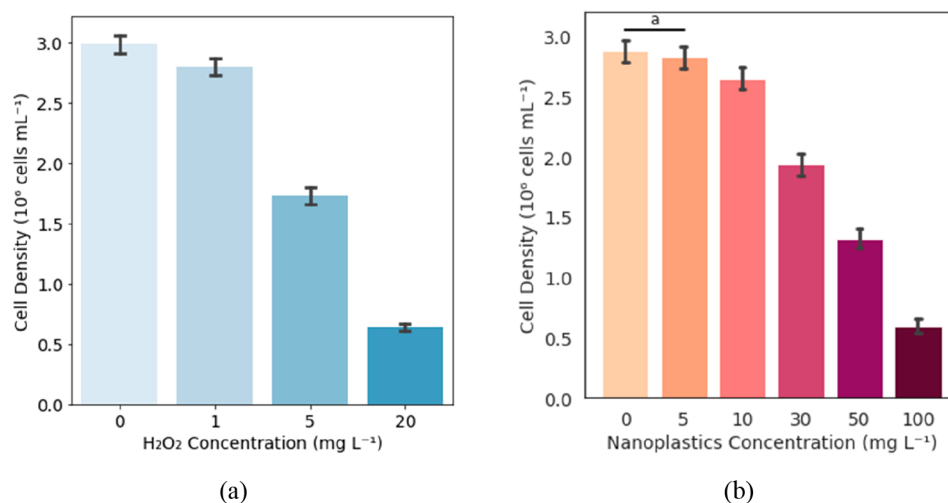 3.0
2.5
2.0
1.5
1.0
0.5
0.0
Cell Density (10⁶ cells mL⁻¹)
0 1 5 20
H₂O₂ Concentration (mg L⁻¹)
(a)
a
3.0
2.5
2.0
1.5
1.0
0.5
0.0
Cell Density (10⁶ cells mL⁻¹)
0 5 10 30 50 100
Nanoplastics Concentration (mg L⁻¹)
(b)